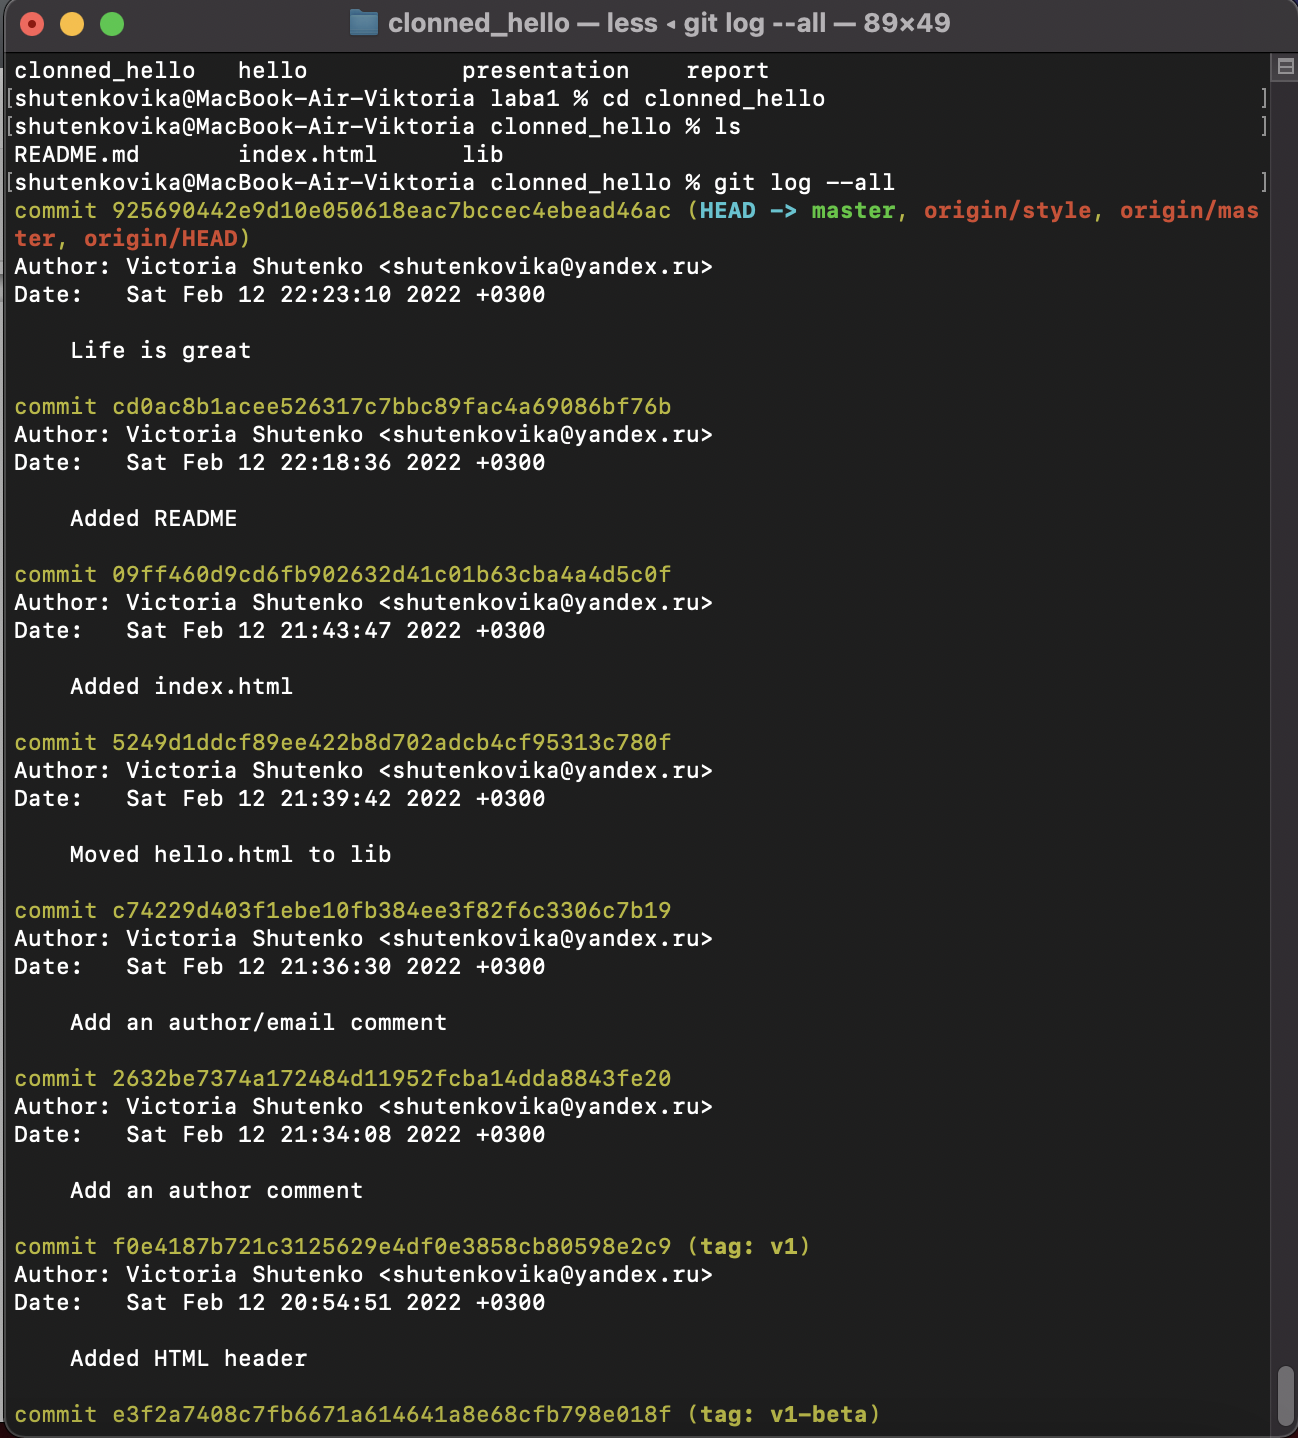 clonned_hello — less ◂ git log --all — 89×49
clonned_hello   hello           presentation    report
[shutenkovika@MacBook-Air-Viktoria laba1 % cd clonned_hello ]
[shutenkovika@MacBook-Air-Viktoria clonned_hello % ls ]
README.md       index.html      lib
[shutenkovika@MacBook-Air-Viktoria clonned_hello % git log --all ]
commit 925690442e9d10e050618eac7bccec4ebead46ac (HEAD -> master, origin/style, origin/mas
ter, origin/HEAD)
Author: Victoria Shutenko <shutenkovika@yandex.ru>
Date:   Sat Feb 12 22:23:10 2022 +0300
    Life is great
commit cd0ac8b1acee526317c7bbc89fac4a69086bf76b
Author: Victoria Shutenko <shutenkovika@yandex.ru>
Date:   Sat Feb 12 22:18:36 2022 +0300
    Added README
commit 09ff460d9cd6fb902632d41c01b63cba4a4d5c0f
Author: Victoria Shutenko <shutenkovika@yandex.ru>
Date:   Sat Feb 12 21:43:47 2022 +0300
    Added index.html
commit 5249d1ddcf89ee422b8d702adcb4cf95313c780f
Author: Victoria Shutenko <shutenkovika@yandex.ru>
Date:   Sat Feb 12 21:39:42 2022 +0300
    Moved hello.html to lib
commit c74229d403f1ebe10fb384ee3f82f6c3306c7b19
Author: Victoria Shutenko <shutenkovika@yandex.ru>
Date:   Sat Feb 12 21:36:30 2022 +0300
    Add an author/email comment
commit 2632be7374a172484d11952fcba14dda8843fe20
Author: Victoria Shutenko <shutenkovika@yandex.ru>
Date:   Sat Feb 12 21:34:08 2022 +0300
    Add an author comment
commit f0e4187b721c3125629e4df0e3858cb80598e2c9 (tag: v1)
Author: Victoria Shutenko <shutenkovika@yandex.ru>
Date:   Sat Feb 12 20:54:51 2022 +0300
    Added HTML header
commit e3f2a7408c7fb6671a614641a8e68cfb798e018f (tag: v1-beta)